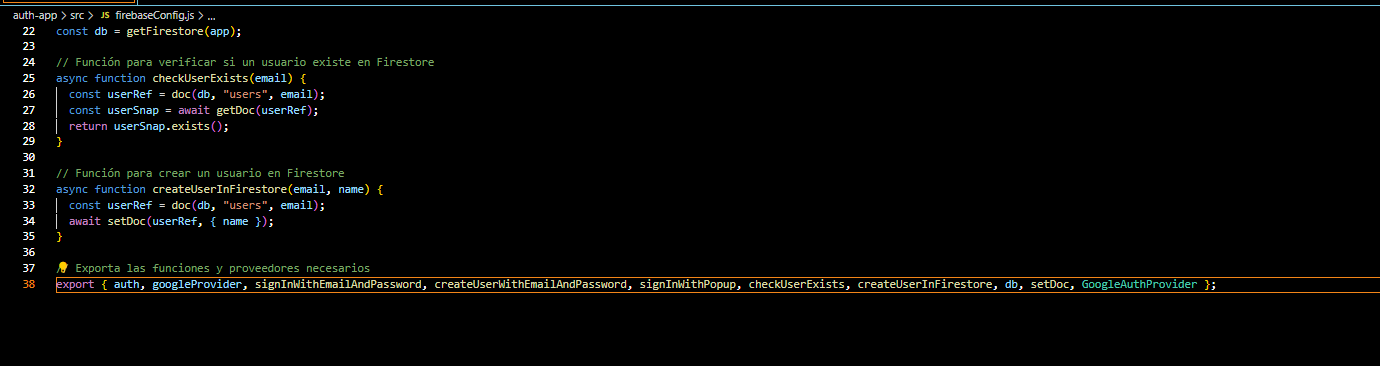 auth-app > src > JS firebaseConfig.js > ...
22 const db = getFirestore(app);
23
24 // Función para verificar si un usuario existe en Firestore
25 async function checkUserExists(email) {
26 const userRef = doc(db, "users", email);
27 const userSnap = await getDoc(userRef);
28 return userSnap.exists();
29 }
30
31 // Función para crear un usuario en Firestore
32 async function createUserInFirestore(email, name) {
33 const userRef = doc(db, "users", email);
34 await setDoc(userRef, { name });
35 }
36
37 / Exporta las funciones y proveedores necesarios
38 export { auth, googleProvider, signInWithEmailAndPassword, createUserWithEmailAndPassword, signInWithPopup, checkUserExists, createUserInFirestore, db, setDoc, GoogleAuthProvider };